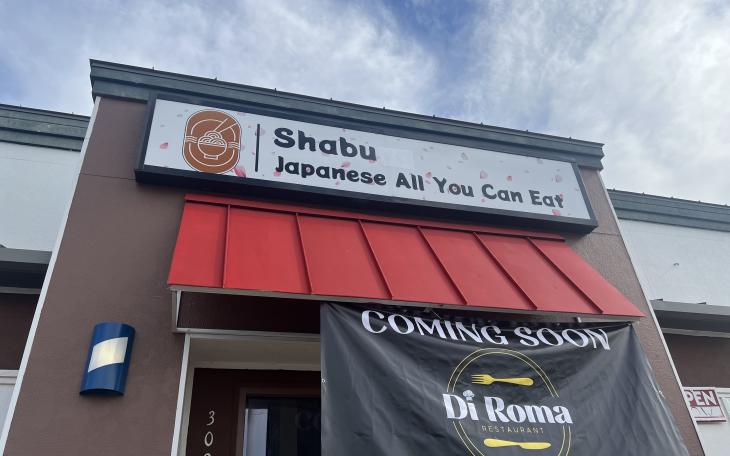 Shabu
Japanese All You Can Eat
COMING SOON
Di Roma
RESTAURANT